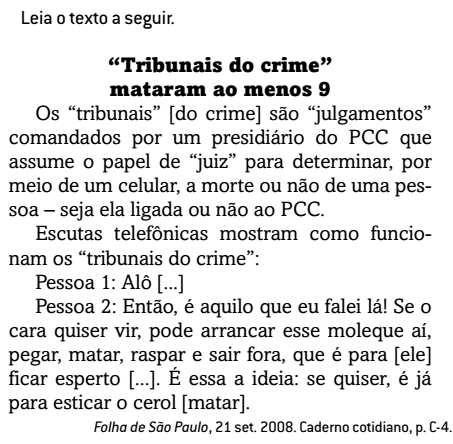 Leia o texto a seguir.
“Tribunais do crime”
mataram ao menos 9
Os “tribunais” [do crime] são “julgamentos”
comandados por um presidiário do PCC que
assume o papel de “juiz” para determinar, por
meio de um celular, a morte ou não de uma pes-
soa – seja ela ligada ou não ao PCC.
Escutas telefônicas mostram como funcio-
nam os “tribunais do crime”:
Pessoa 1: Alô [...]
Pessoa 2: Então, é aquilo que eu falei lá! Se o
cara quiser vir, pode arrancar esse moleque aí,
pegar, matar, raspar e sair fora, que é para [ele]
ficar esperto [...]. É essa a ideia: se quiser, é já
para esticar o cerol [matar].
Folha de São Paulo, 21 set. 2008. Caderno cotidiano, p. C-4.